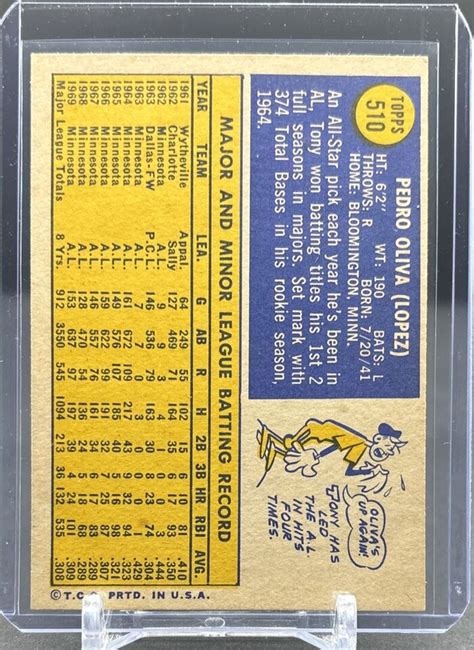 TOPPS
510
PEDRO OLIVA (LOPEZ)
HT: 6'2" WT: 190 BATS: L
THROWS: R BORN: 7/20/41
HOME: BLOOMINGTON, MINN.
An All-Star pick each year he's been in
AL, Tony won batting titles his 1st 2
full seasons in majors. Set mark with
374 Total Bases in his rookie season,
1964.
OLIVA'S
UP AGAIN!
TONY HAS
LED
THE A.L.
IN HITS
FOUR
TIMES.
MAJOR AND MINOR LEAGUE BATTING RECORD
YEAR TEAM LEA. G AB R H 2B 3B HR RBI AVG.
1961 Wytheville Appal. 64 249 55 102 15 6 10 81 .410
1962 Charlotte Sally 127 469 71 164 35 6 17 93 .350
1962 Minnesota A.L. 9 9 3 4 1 0 0 3 .444
1963 Dallas-FW P.C.L. 146 536 79 163 30 8 23 74 .304
1963 Minnesota A.L. 7 7 0 3 0 0 0 1 .429
1964 Minnesota A.L. 161 672 109 217 43 9 32 106 .323
1965 Minnesota A.L. 149 576 107 185 40 5 16 98 .321
1966 Minnesota A.L. 159 622 99 191 32 7 25 87 .307
1967 Minnesota A.L. 146 557 76 161 34 6 17 83 .289
1968 Minnesota A.L. 128 470 54 136 24 5 18 68 .289
1969 Minnesota A.L. 153 637 97 197 39 4 24 101 .309
Major League Totals 8 Yrs. 912 3550 545 1094 213 36 132 535 .308
©T.C.G. PRTD. IN U.S.A.